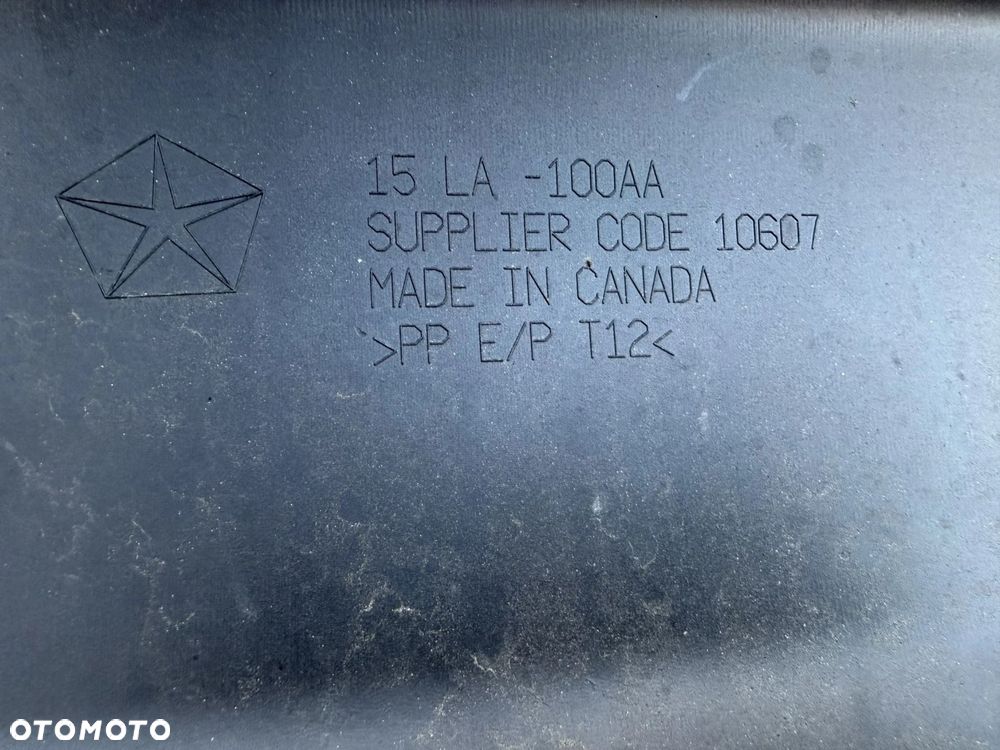 15 LA -100AA
SUPPLIER CODE 10607
MADE IN CANADA
>PP E/P T12<
OTOMOTO